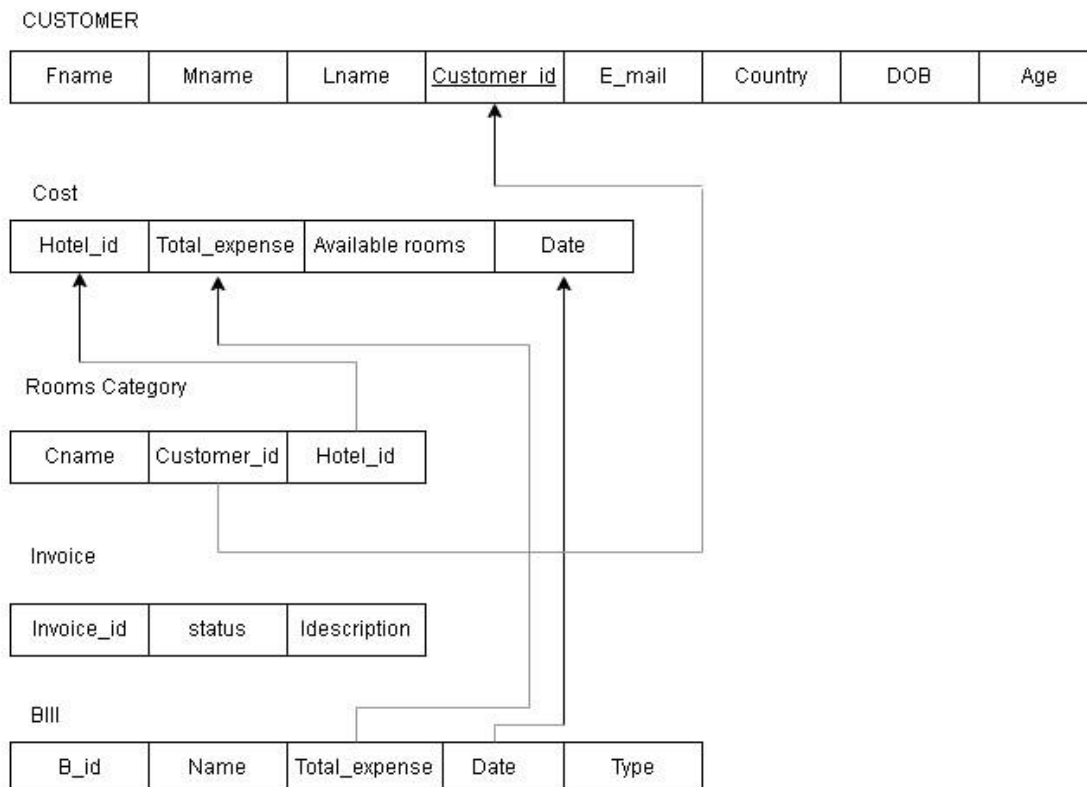 CUSTOMER
Fname Mname Lname Customer_id E_mail Country DOB Age
Cost
Hotel_id Total_expense Available rooms Date
Rooms Category
Cname Customer_id Hotel_id
Invoice
Invoice_id status Idescription
BIll
B_id Name Total_expense Date Type